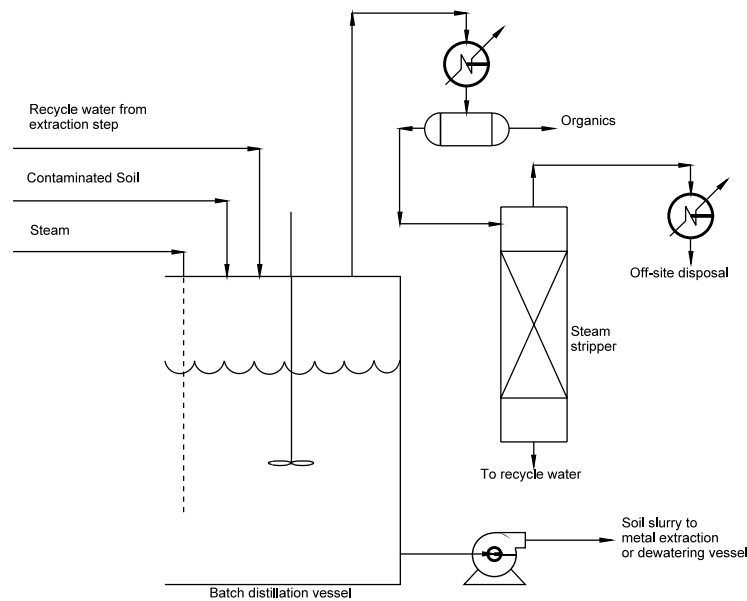 Recycle water from
extraction step
Organics
Contaminated Soil
Steam
Off-site disposal
Steam
stripper
To recycle water
Soil slurry to
metal extraction
or dewatering vessel
Batch distillation vessel